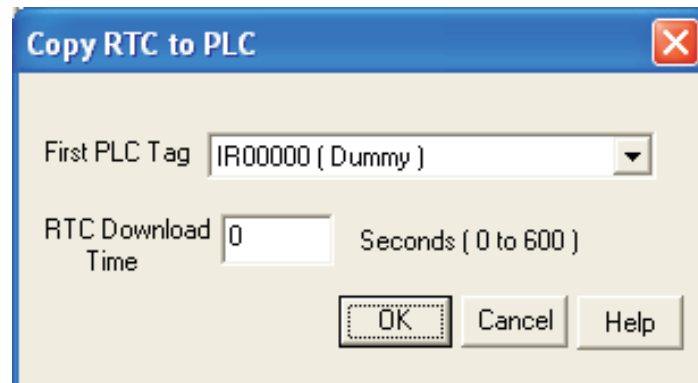 Copy RTC to PLC
First PLC Tag IR00000 ( Dummy )
RTC Download 0 Seconds ( 0 to 600 )
Time
OK Cancel Help